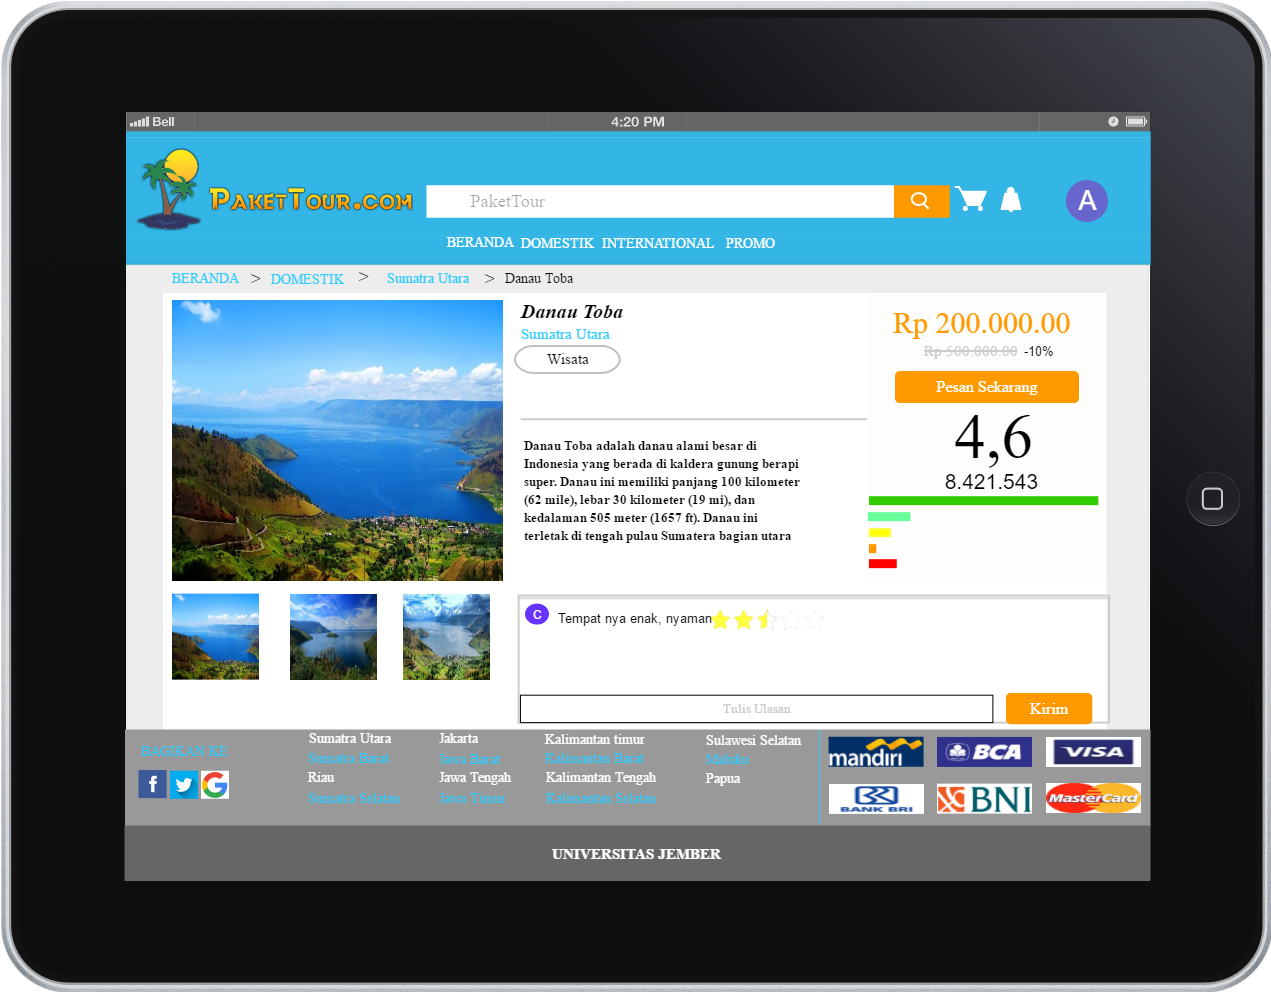 Bell
4:20 PM
PAKETTOUR.COM
PaketTour
A
BERANDA DOMESTIK INTERNATIONAL PROMO
BERANDA > DOMESTIK > Sumatra Utara > Danau Toba
Danau Toba
Sumatra Utara
Wisata
Rp 200.000.00
Rp 500.000.00 -10%
Pesan Sekarang
4,6
8.421.543
Danau Toba adalah danau alami besar di
Indonesia yang berada di kaldera gunung berapi
super. Danau ini memiliki panjang 100 kilometer
(62 mile), lebar 30 kilometer (19 mi), dan
kedalaman 505 meter (1657 ft). Danau ini
terletak di tengah pulau Sumatera bagian utara
C
Tempat nya enak, nyaman
Tulis Ulasan
Kirim
BAGIKAN KE
f
G
Sumatra Utara
Sumatra Barat
Riau
Sumatra Selatan
Jakarta
Jawa Barat
Jawa Tengah
Jawa Timur
Kalimantan timur
Kalimantan Barat
Kalimantan Tengah
Kalimantan Selatan
Sulawesi Selatan
Maluku
Papua
mandiri
BCA
VISA
BANK BRI
BNI
MasterCard
UNIVERSITAS JEMBER